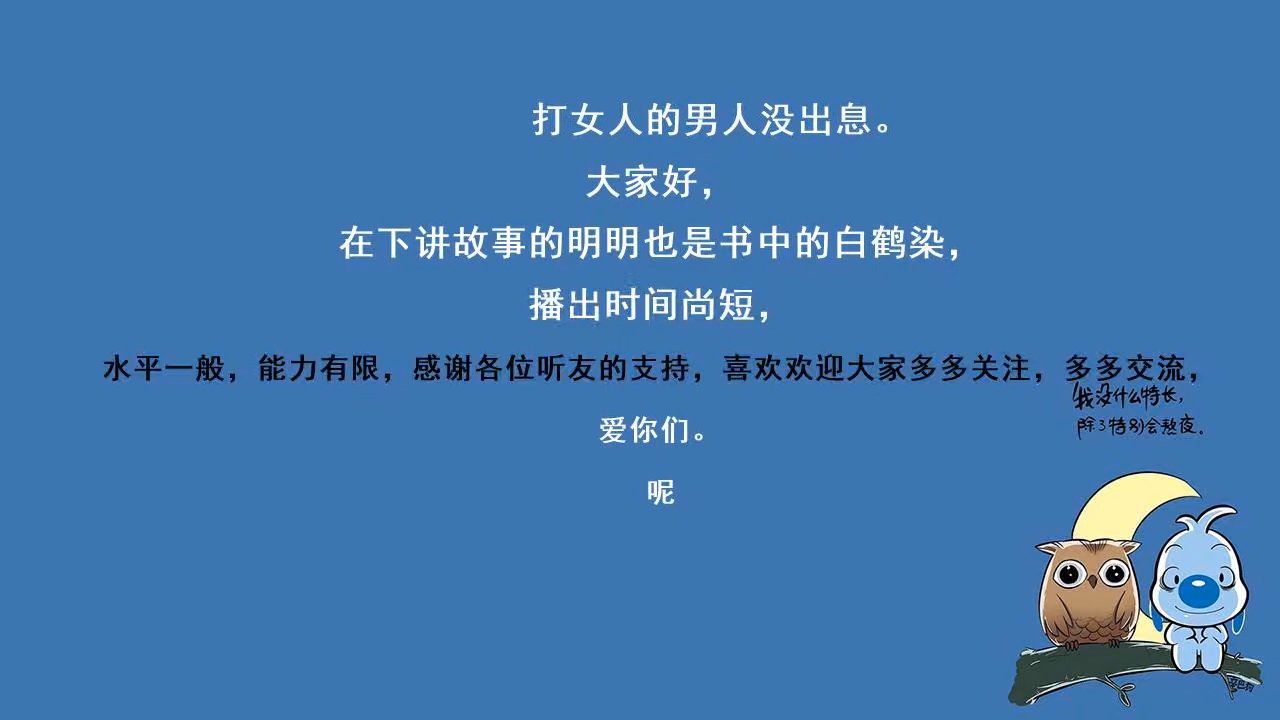 打女人的男人没出息。
大家好，
在下讲故事的明明也是书中的白鹤染，
播出时间尚短，
水平一般，能力有限，感谢各位听友的支持，喜欢欢迎大家多多关注，多多交流，
我没什么特长，
除了特别会熬夜。
爱你们。
呢